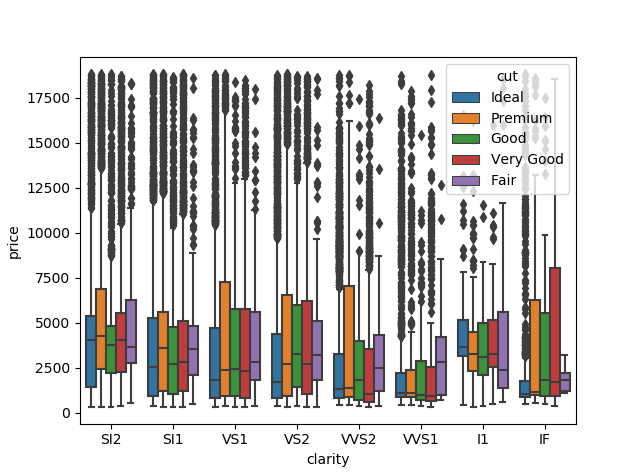 cut
Ideal
Premium
Good
Very Good
Fair
17500
15000
12500
10000
7500
5000
2500
0
price
SI2 SI1 VS1 VS2 VVS2 VVS1 I1 IF
clarity